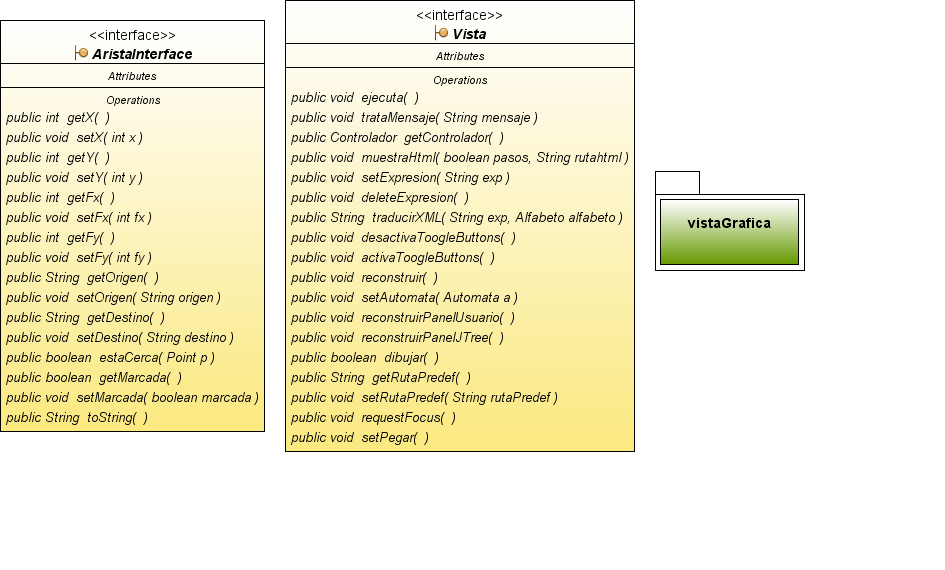 <<interface>>
AristaInterface
Attributes
Operations
public int getX( )
public void setX( int x )
public int getY( )
public void setY( int y )
public int getFx( )
public void setFx( int fx )
public int getFy( )
public void setFy( int fy )
public String getOrigen( )
public void setOrigen( String origen )
public String getDestino( )
public void setDestino( String destino )
public boolean estaCerca( Point p )
public boolean getMarcada( )
public void setMarcada( boolean marcada )
public String toString( )
<<interface>>
Vista
Attributes
Operations
public void ejecuta( )
public void trataMensaje( String mensaje )
public Controlador getControlador( )
public void muestraHtml( boolean pasos, String rutahtml )
public void setExpresion( String exp )
public void deleteExpresion( )
public String traducirXML( String exp, Alfabeto alfabeto )
public void desactivaToogleButtons( )
public void activaToogleButtons( )
public void reconstruir( )
public void setAutomata( Automata a )
public void reconstruirPanelUsuario( )
public void reconstruirPanelJTree( )
public boolean dibujar( )
public String getRutaPredef( )
public void setRutaPredef( String rutaPredef )
public void requestFocus( )
public void setPegar( )
vistaGrafica